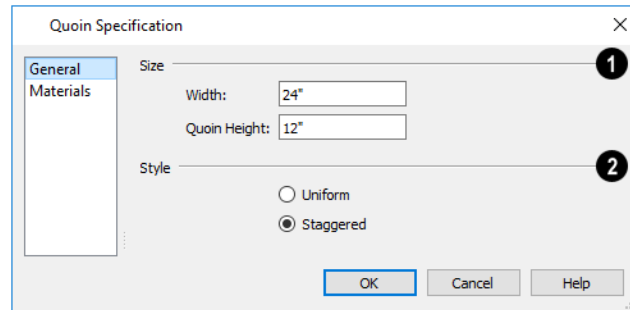 Quoin Specification
General
Materials
Size
1
Width:
24"
Quoin Height:
12"
Style
2
Uniform
Staggered
OK
Cancel
Help